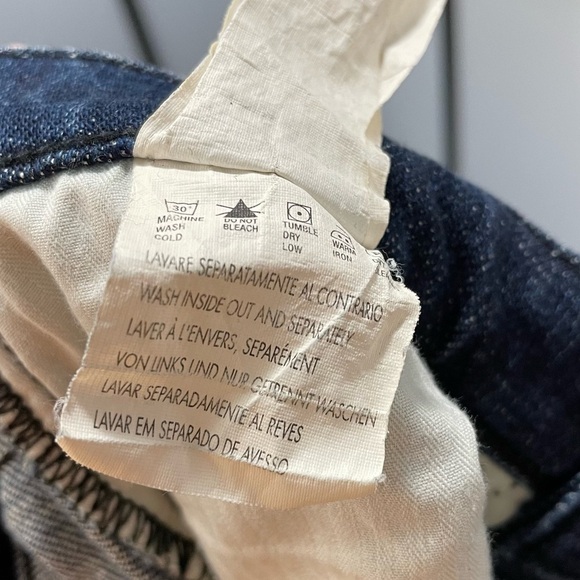 30°
MACHINE WASH COLD
DO NOT BLEACH
TUMBLE DRY LOW
WARM IRON
LAVARE SEPARATAMENTE AL CONTRARIO
WASH INSIDE OUT AND SEPARATELY
LAVER À L'ENVERS, SEPARÉMENT
VON LINKS UND NUR GETRENNT WASCHEN
LAVAR SEPARADAMENTE AL REVES
LAVAR EM SEPARADO DE AVESSO